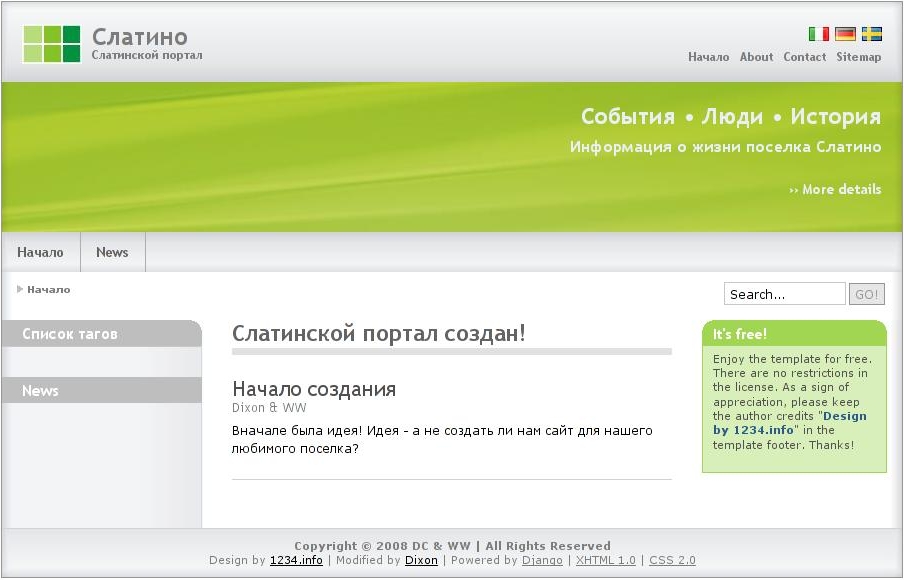 Слатино
Слатинской портал
Начало About Contact Sitemap
События • Люди • История
Информация о жизни поселка Слатино
›› More details
Начало News
Начало
Search... GO!
Список тагов
News
Слатинской портал создан!
Начало создания
Dixon & WW
Вначале была идея! Идея - а не создать ли нам сайт для нашего
любимого поселка?
It's free!
Enjoy the template for free.
There are no restrictions in
the license. As a sign of
appreciation, please keep
the author credits "Design
by 1234.info" in the
template footer. Thanks!
Copyright © 2008 DC & WW | All Rights Reserved
Design by 1234.info | Modified by Dixon | Powered by Django | XHTML 1.0 | CSS 2.0